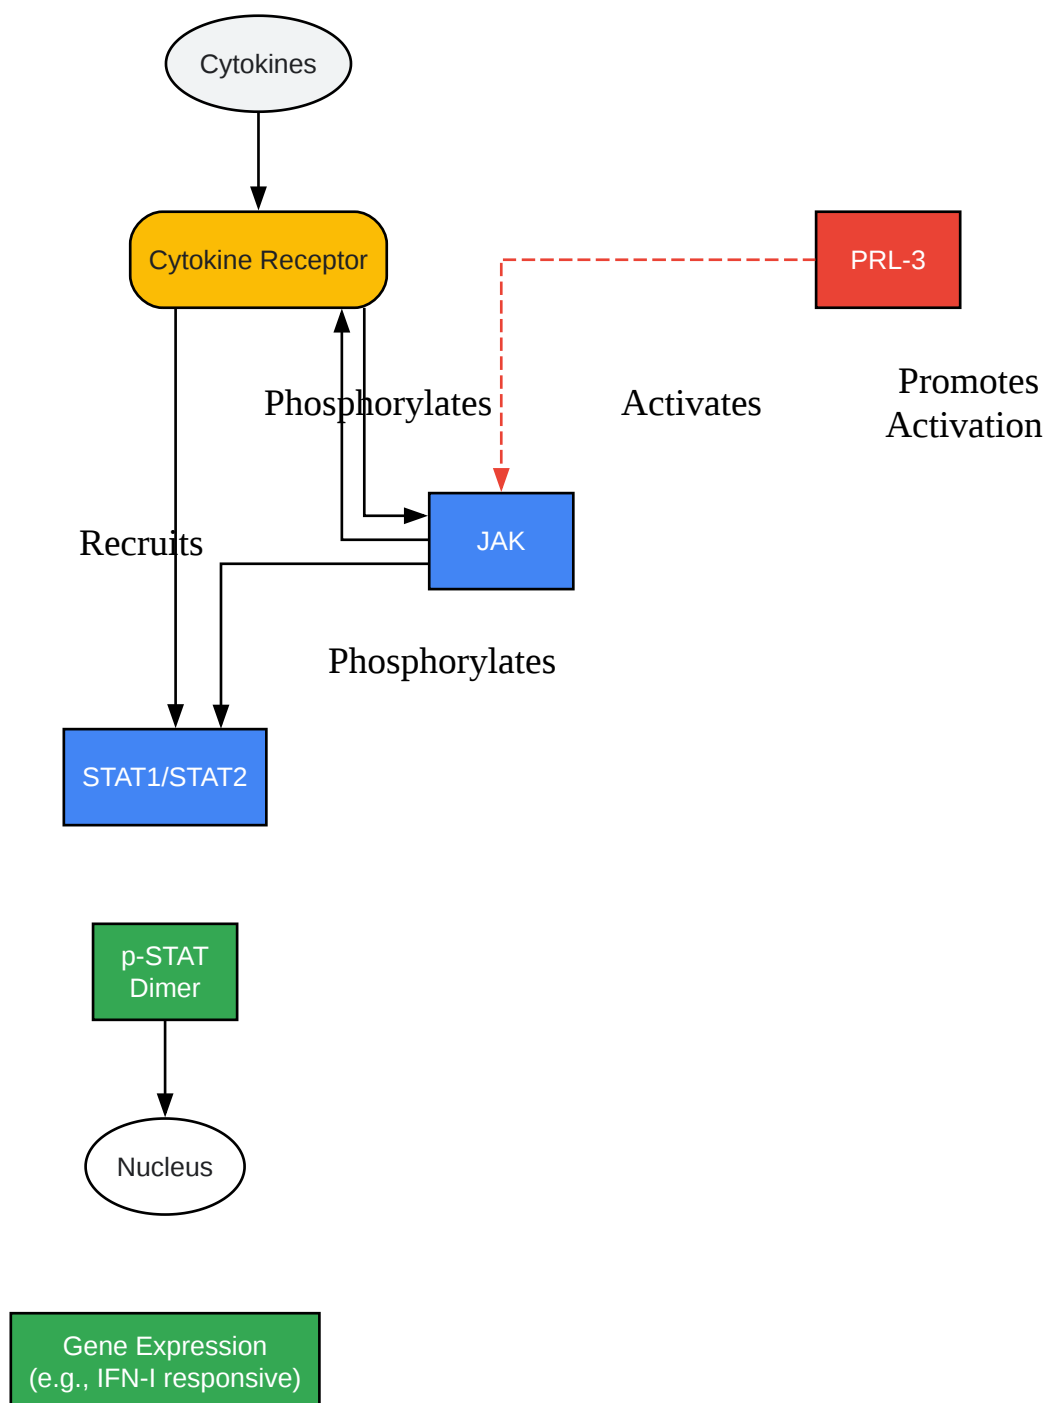 Cytokines
Cytokine Receptor
PRL-3
Phosphorylates
Activates
Promotes
Activation
Recruits
JAK
Phosphorylates
STAT1/STAT2
p-STAT
Dimer
Nucleus
Gene Expression
(e.g., IFN-I responsive)